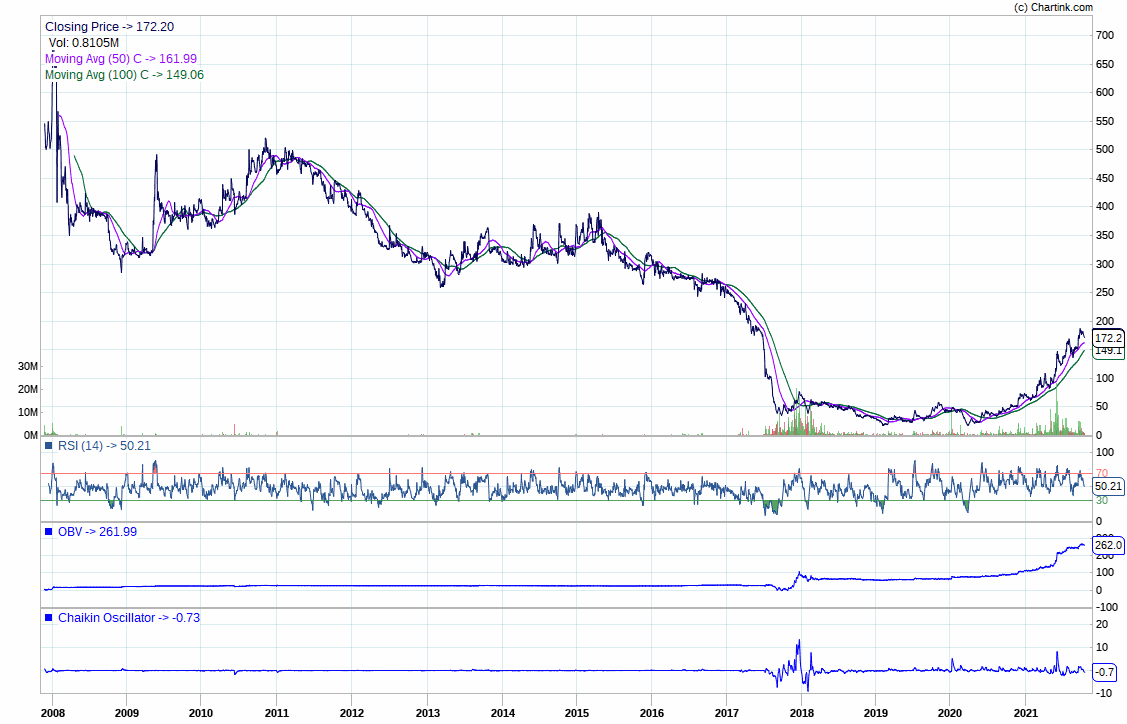 (c) Chartink.com
Closing Price -> 172.20
Vol: 0.8105M
Moving Avg (50) C -> 161.99
Moving Avg (100) C -> 149.06
700
650
600
550
500
450
400
350
300
250
200
172.2
149.1
100
50
0
30M
20M
10M
0M
RSI (14) -> 50.21
100
70
50.21
30
0
OBV -> 261.99
300
262.0
200
100
0
-100
Chaikin Oscillator -> -0.73
20
10
-0.7
-10
2008 2009 2010 2011 2012 2013 2014 2015 2016 2017 2018 2019 2020 2021